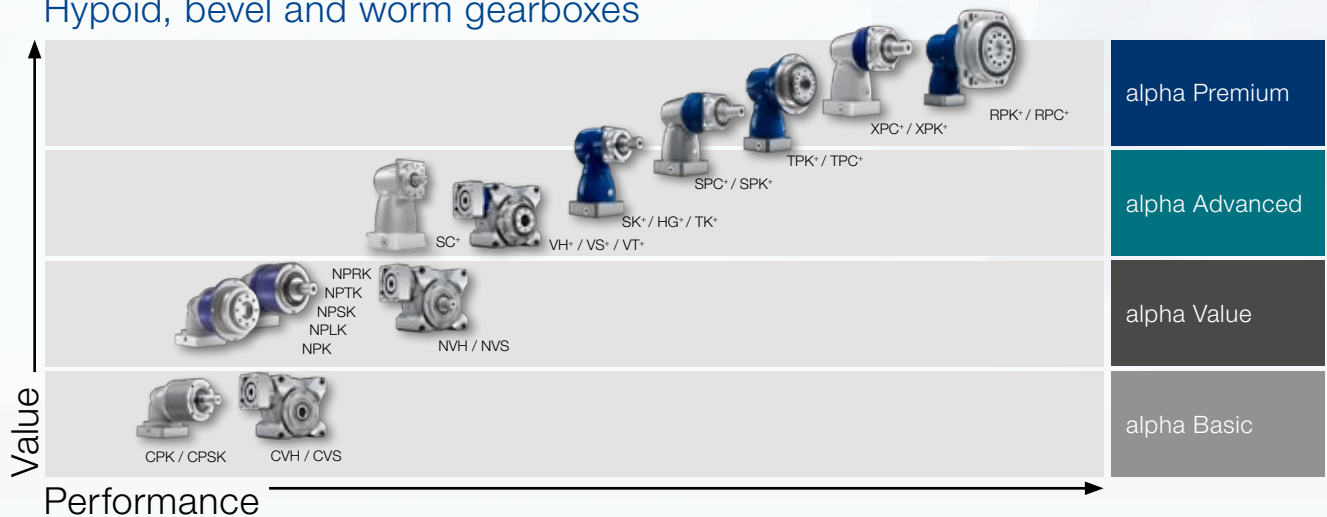 Hypoid, bevel and worm gearboxes
alpha Premium
RPK⁺ / RPC⁺
XPC⁺ / XPK⁺
TPK⁺ / TPC⁺
SPC⁺ / SPK⁺
alpha Advanced
SK⁺ / HG⁺ / TK⁺
SC⁺
VH⁺ / VS⁺ / VT⁺
NPRK
NPTK
NPSK
NPLK
NPK
NVH / NVS
alpha Value
CPK / CPSK
CVH / CVS
alpha Basic
Value
Performance